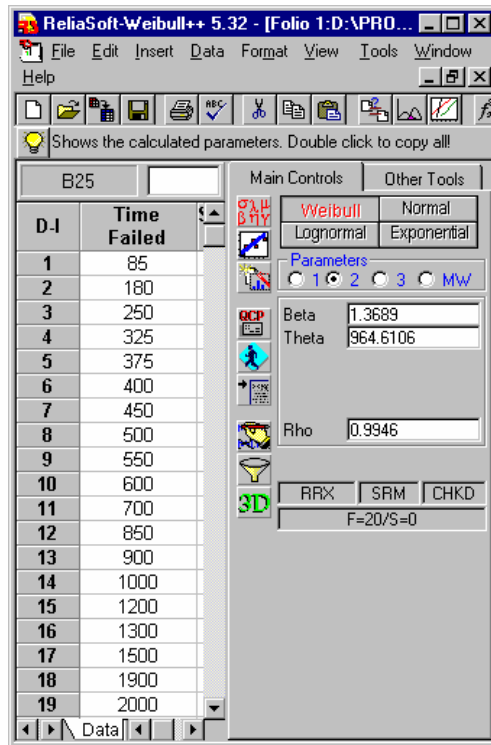 ReliaSoft-Weibull++ 5.32 - [Folio 1:D:\PRO...
File Edit Insert Data Format View Tools Window
Help
ABC
Shows the calculated parameters. Double click to copy all!
B25
D-I
Time Failed
S
1 85
2 180
3 250
4 325
5 375
6 400
7 450
8 500
9 550
10 600
11 700
12 850
13 900
14 1000
15 1200
16 1300
17 1500
18 1900
19 2000
Data
Main Controls Other Tools
σλμ
βηγ
Weibull Normal
Lognormal Exponential
Parameters
1 2 3 MW
QCP
Beta 1.3689
Theta 964.6106
Rho 0.9946
3D
RRX SRM CHKD
F=20/S=0